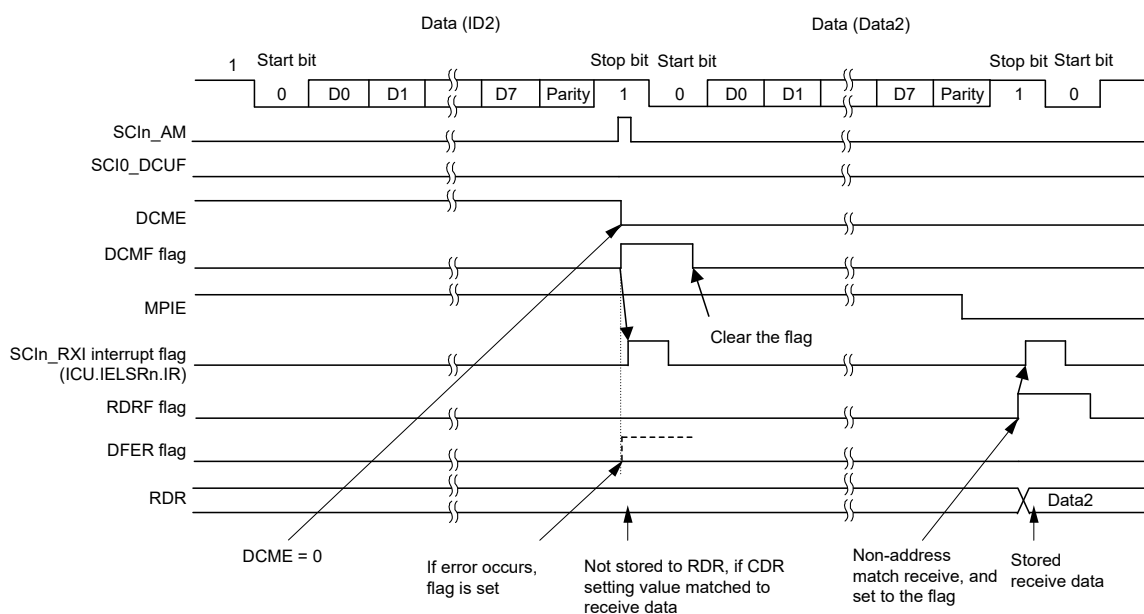 Data (ID2) Data (Data2)
1 Start bit Stop bit Start bit Stop bit Start bit
0 D0 D1 D7 Parity 1 0 D0 D1 D7 Parity 1 0
SCIn_AM
SCI0_DCUF
DCME
DCMF flag
MPIE
Clear the flag
SCIn_RXI interrupt flag
(ICU.IELSRn.IR)
RDRF flag
DFER flag
RDR Data2
DCME = 0
If error occurs,
flag is set
Not stored to RDR, if CDR
setting value matched to
receive data
Non-address
match receive, and
set to the flag
Stored
receive data